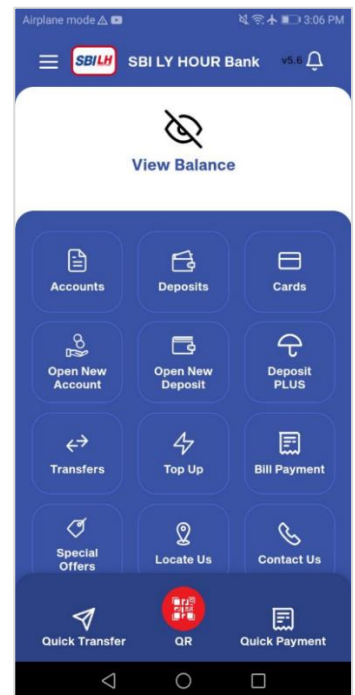 Airplane mode 3:06 PM
SBI LH SBI LY HOUR Bank v5.6
View Balance
Accounts Deposits Cards
Open New Open New Deposit
Account Deposit PLUS
Transfers Top Up Bill Payment
Special
Offers Locate Us Contact Us
Quick Transfer QR Quick Payment